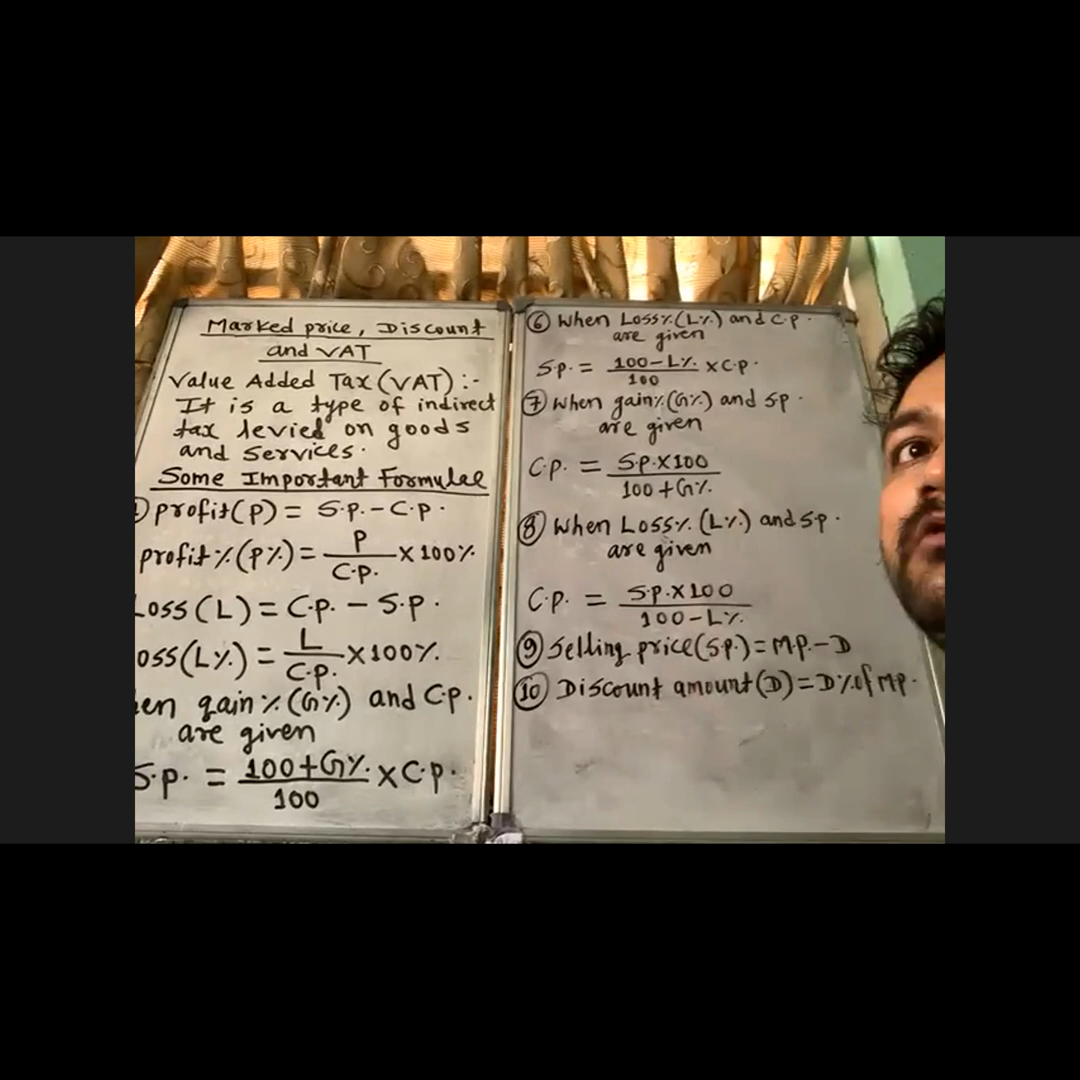 Marked price, Discount
and VAT
Value Added Tax (VAT) :-
It is a type of indirect
tax levied on goods
and services.
Some Important Formulae
1) profit(p) = S.p. - C.p.
profit %(p%) = p/C.p. × 100%
Loss (L) = C.p. - S.p.
oss(L%) = L/C.p. × 100%
en gain %(G%) and C.p.
are given
S.p. = 100+G%/100 × C.p.
⑥ When Loss%(L%) and C.p.
are given
S.p. = 100-L%/100 × C.p.
⑦ When gain%(G%) and S.p.
are given
C.p. = S.p.×100/100+G%
⑧ When Loss% (L%) and S.p.
are given
C.p. = S.p.×100/100-L%
⑨ Selling price(S.p.) = M.p. - D
⑩ Discount amount (D) = D% of M.p.